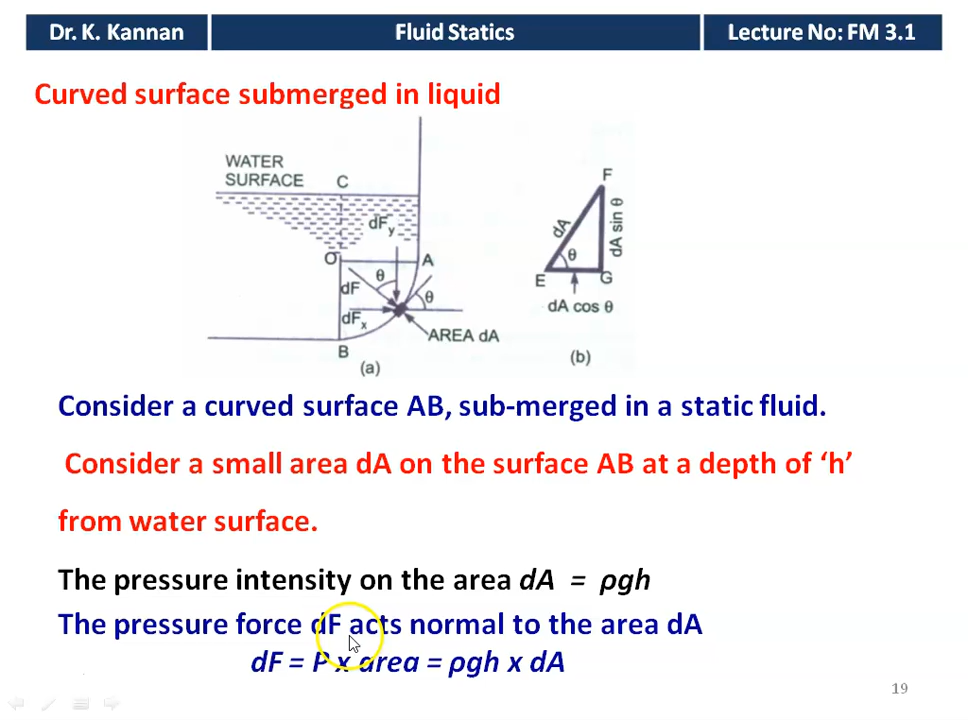 Dr. K. Kannan Fluid Statics Lecture No: FM 3.1
Curved surface submerged in liquid
WATER
SURFACE
C
dFy
O
A
θ
dF
θ
dFx
AREA dA
B
(a)
F
dA
dA sin θ
θ
E
G
dA cos θ
(b)
Consider a curved surface AB, sub-merged in a static fluid.
Consider a small area dA on the surface AB at a depth of ‘h’
from water surface.
The pressure intensity on the area dA = ρgh
The pressure force dF acts normal to the area dA
dF = P x area = ρgh x dA
19